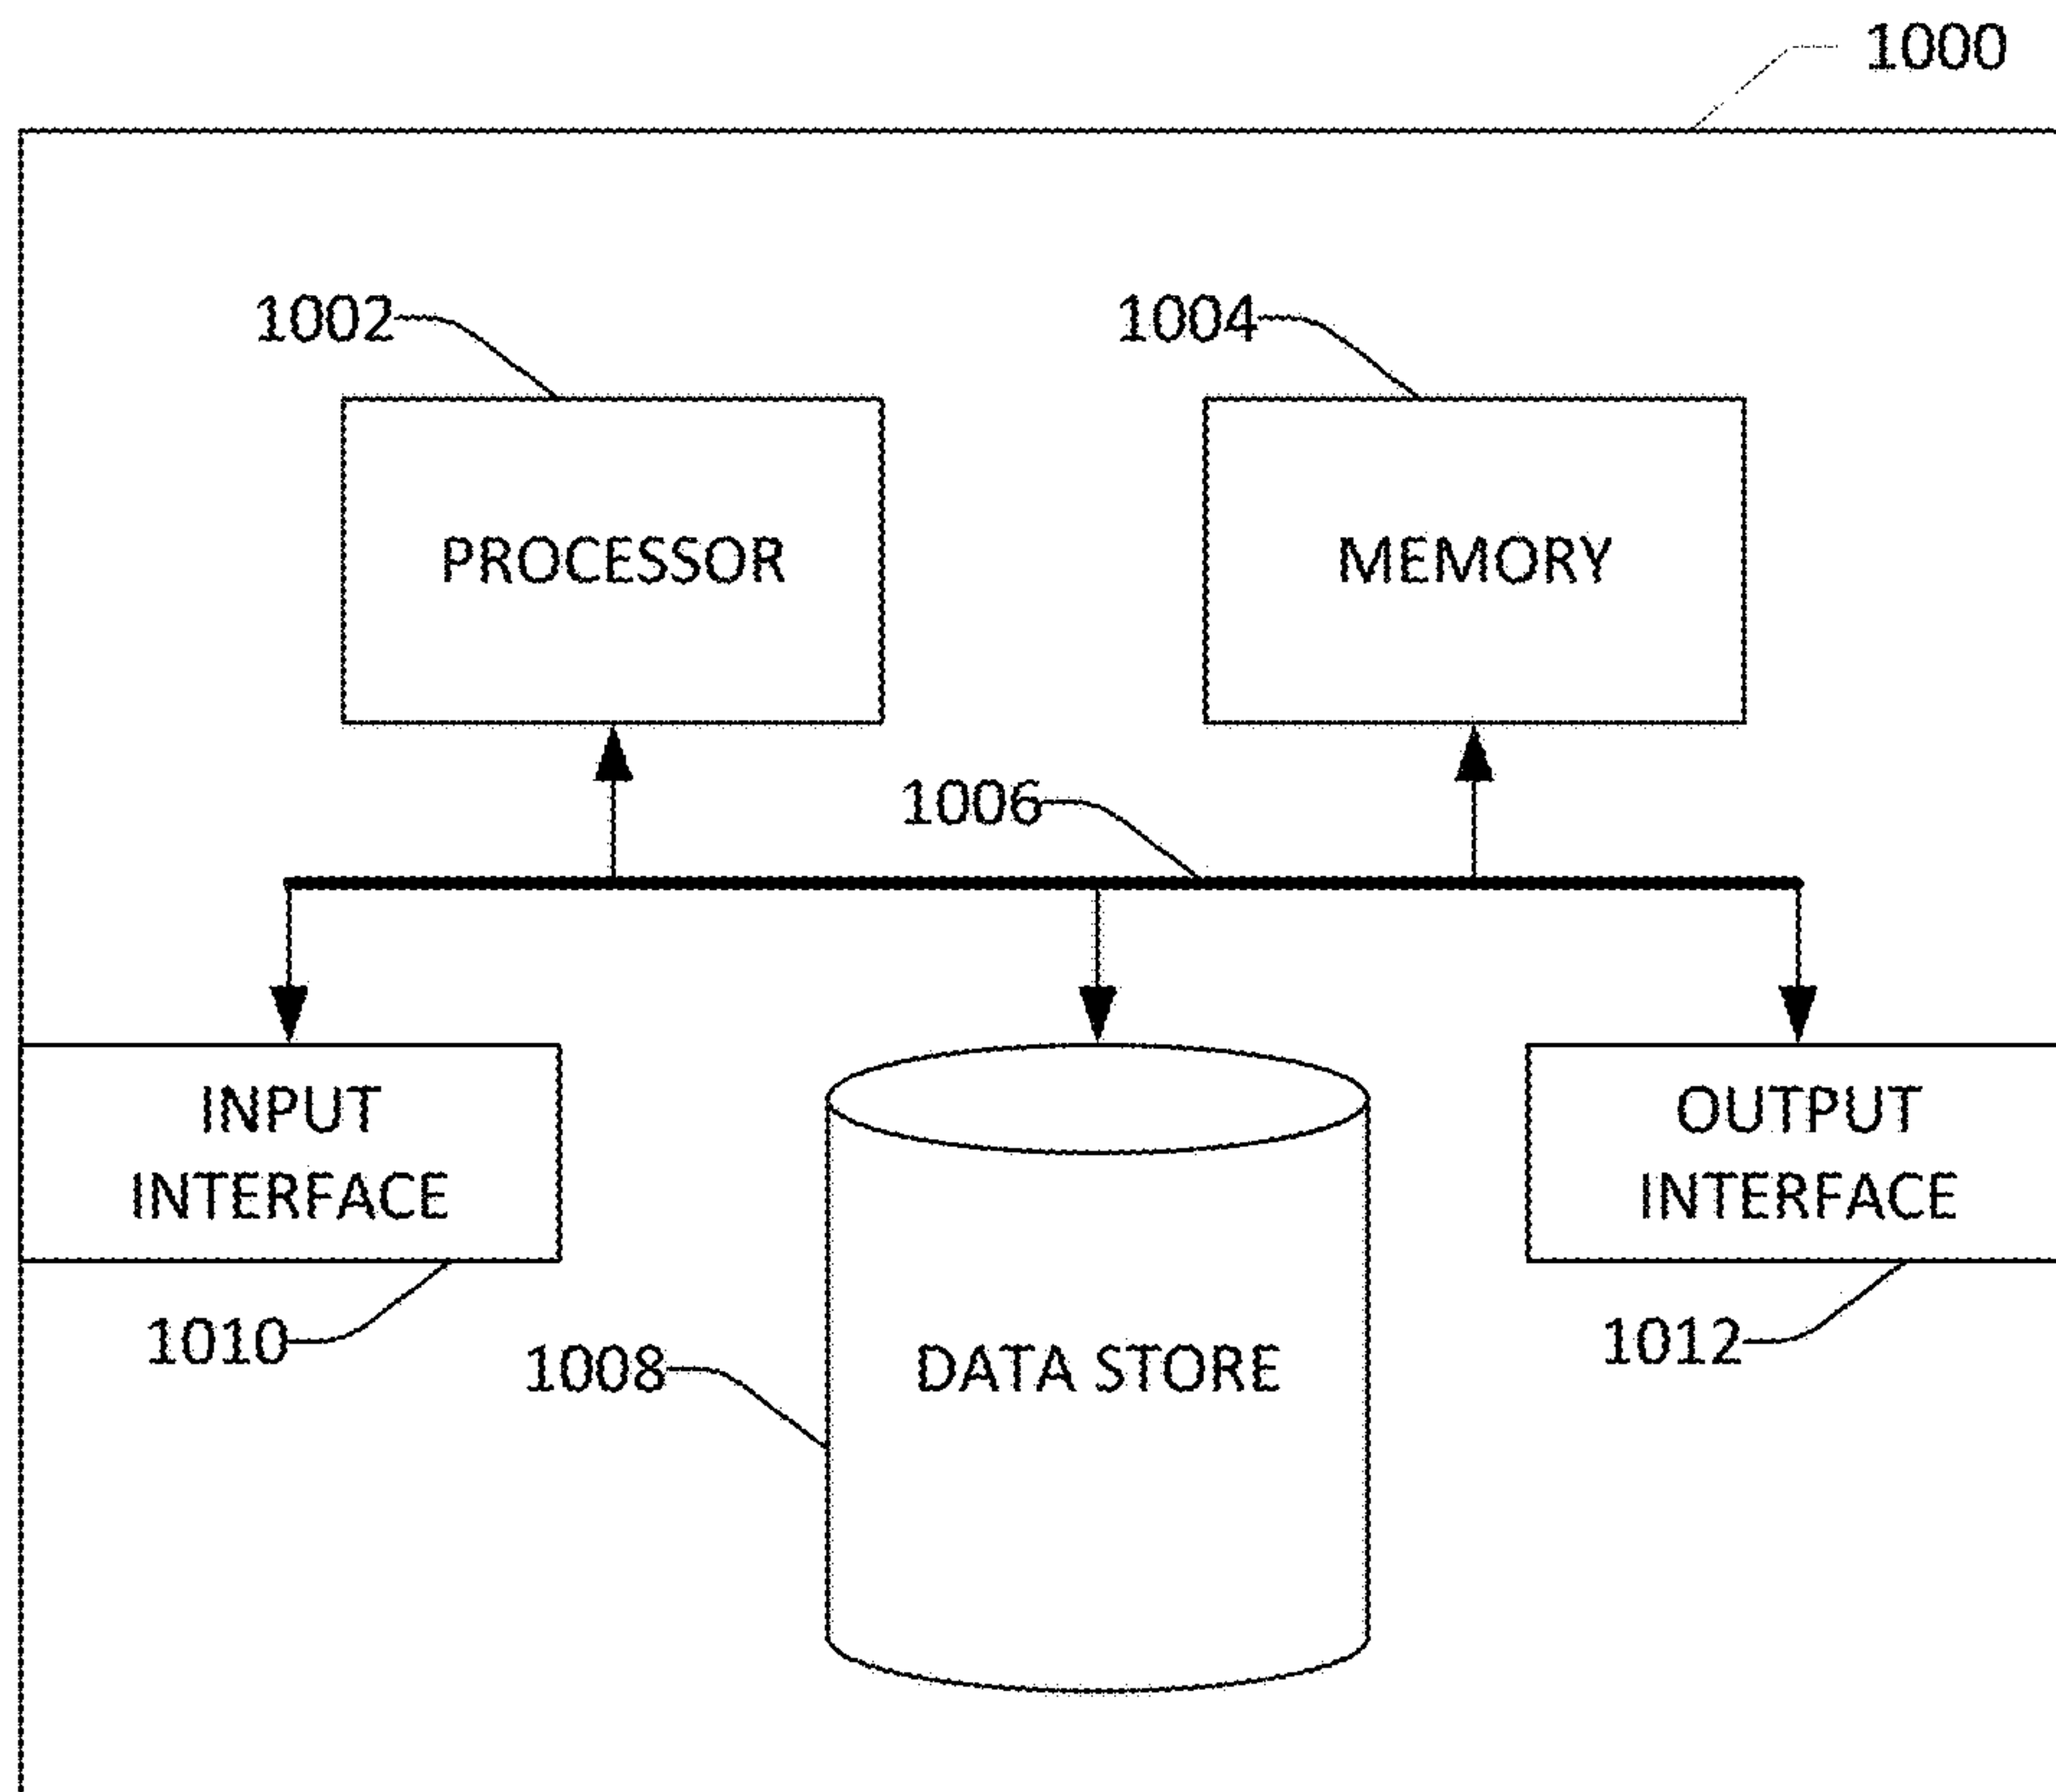 1000
1002
1004
PROCESSOR
MEMORY
1006
INPUT
INTERFACE
OUTPUT
INTERFACE
1010
1008
DATA STORE
1012